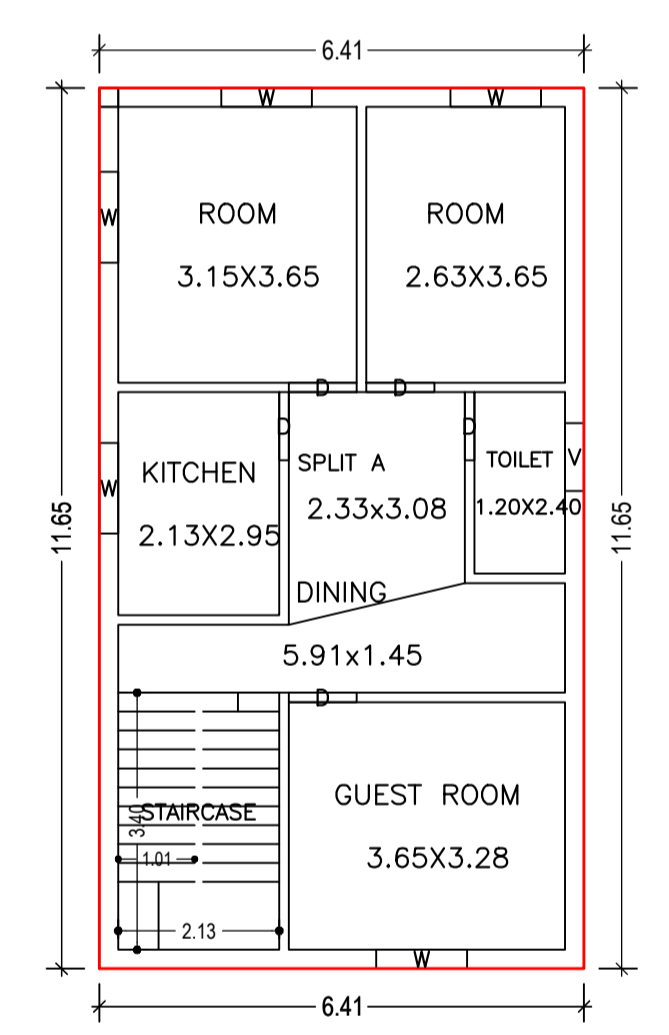 6.41
W W
W
ROOM ROOM
3.15X3.65 2.63X3.65
D D
D D
KITCHEN SPLIT A TOILET V
W
2.13X2.95 2.33x3.08 1.20X2.40
11.65 11.65
DINING
5.91x1.45
D
GUEST ROOM
STAIRCASE
3.40
1.01
3.65X3.28
2.13
W
6.41